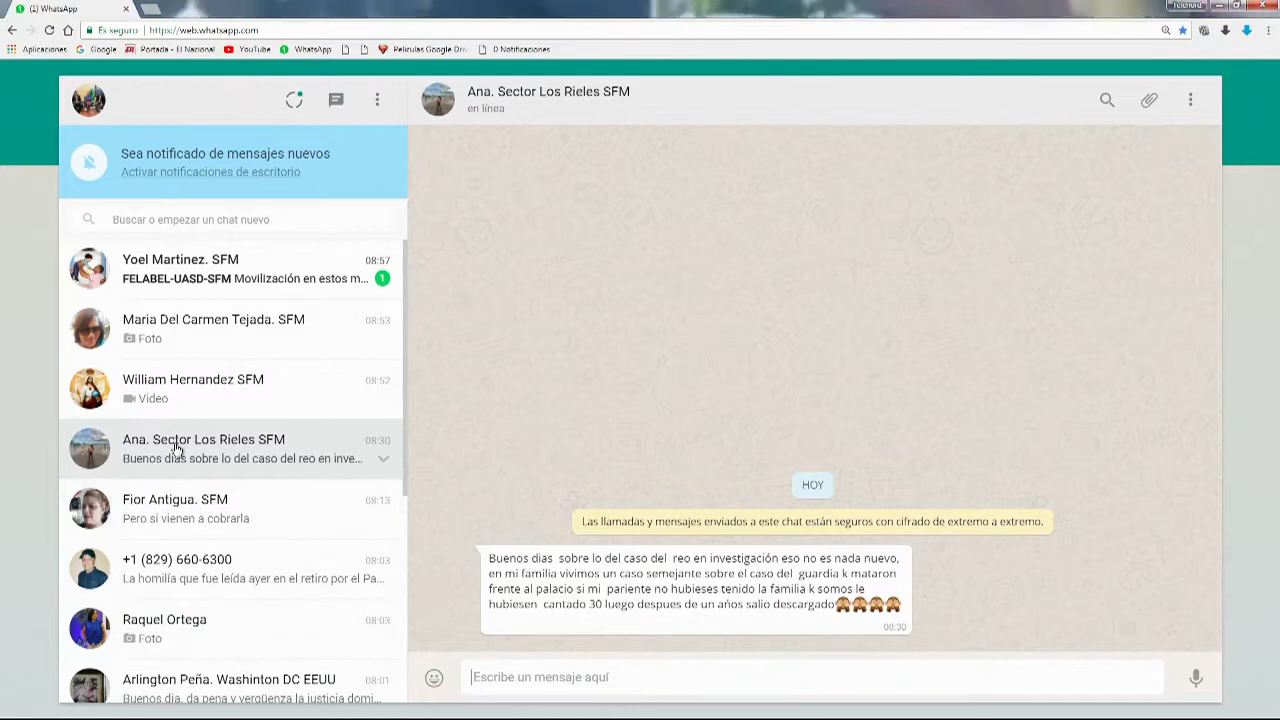 (1) WhatsApp
Telenord
Es seguro
https://web.whatsapp.com
Aplicaciones
Google
Portada - El Nacional
YouTube
WhatsApp
Peliculas Google Dri
0 Notificaciones
Sea notificado de mensajes nuevos
Activar notificaciones de escritorio
Buscar o empezar un chat nuevo
Yoel Martinez. SFM
08:57
FELABEL-UASD-SFM Movilización en estos m...
1
Maria Del Carmen Tejada. SFM
08:53
Foto
William Hernandez SFM
08:52
Video
Ana. Sector Los Rieles SFM
08:30
Buenos dias sobre lo del caso del reo en inve...
Fior Antigua. SFM
08:13
Pero si vienen a cobrarla
+1 (829) 660-6300
08:03
La homilía que fue leída ayer en el retiro por el Pa...
Raquel Ortega
08:03
Foto
Arlington Peña. Washinton DC EEUU
08:01
Buenos dia, da pena y vergüenza la justicia domi...
Ana. Sector Los Rieles SFM
en línea
HOY
Las llamadas y mensajes enviados a este chat están seguros con cifrado de extremo a extremo.
Buenos dias sobre lo del caso del reo en investigación eso no es nada nuevo,
en mi familia vivimos un caso semejante sobre el caso del guardia k mataron
frente al palacio si mi pariente no hubieses tenido la familia k somos le
hubiesen cantado 30 luego despues de un años salio descargado🙈🙈🙈🙈
08:30
Escribe un mensaje aquí